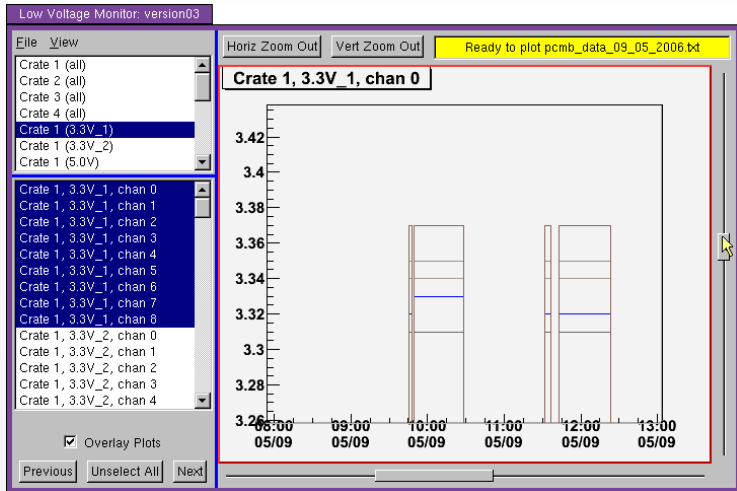 Low Voltage Monitor: version03
File View
Horiz Zoom Out Vert Zoom Out Ready to plot pcmb_data_09_05_2006.txt
Crate 1 (all)
Crate 2 (all)
Crate 3 (all)
Crate 4 (all)
Crate 1 (3.3V_1)
Crate 1 (3.3V_2)
Crate 1 (5.0V)
Crate 1, 3.3V_1, chan 0
Crate 1, 3.3V_1, chan 1
Crate 1, 3.3V_1, chan 2
Crate 1, 3.3V_1, chan 3
Crate 1, 3.3V_1, chan 4
Crate 1, 3.3V_1, chan 5
Crate 1, 3.3V_1, chan 6
Crate 1, 3.3V_1, chan 7
Crate 1, 3.3V_1, chan 8
Crate 1, 3.3V_2, chan 0
Crate 1, 3.3V_2, chan 1
Crate 1, 3.3V_2, chan 2
Crate 1, 3.3V_2, chan 3
Crate 1, 3.3V_2, chan 4
Overlay Plots
Previous Unselect All Next
Crate 1, 3.3V_1, chan 0
3.42
3.4
3.38
3.36
3.34
3.32
3.3
3.28
3.26
08:00 09:00 10:00 11:00 12:00 13:00
05/09 05/09 05/09 05/09 05/09 05/09